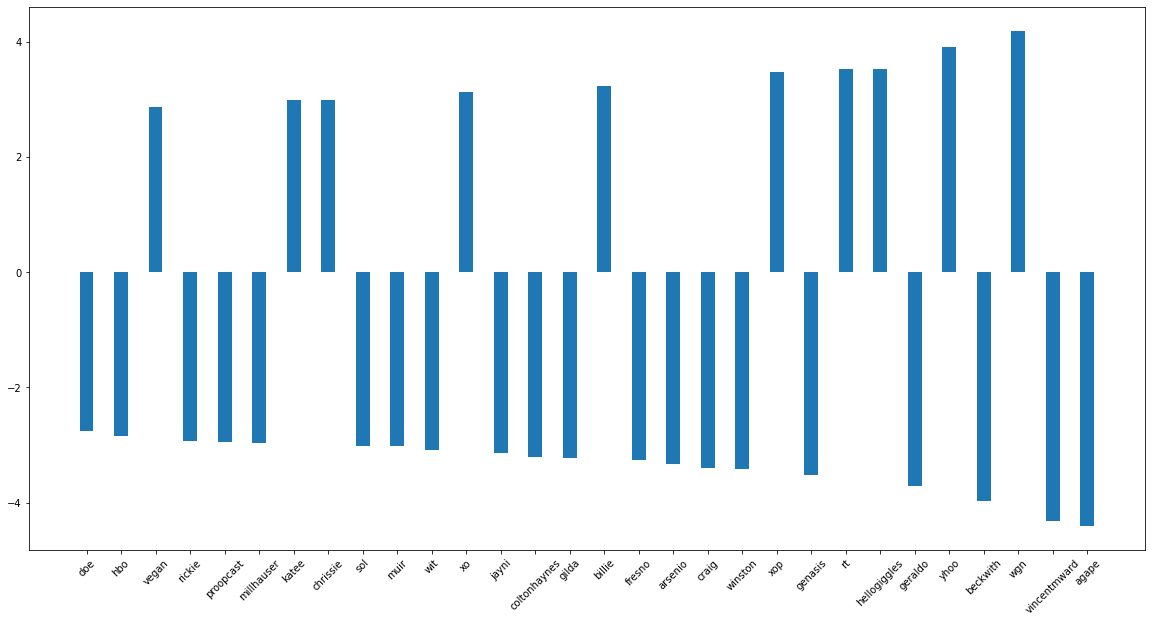 4
2
0
−2
−4
doe
hbo
vegan
rickie
proopcast
millhauser
katee
chrissie
sol
muir
wit
xo
jayni
coltonhaynes
gilda
billie
fresno
arsenio
craig
winston
xop
genasis
rt
hellogiggles
geraldo
yhoo
beckwith
wgn
vincentmward
agape